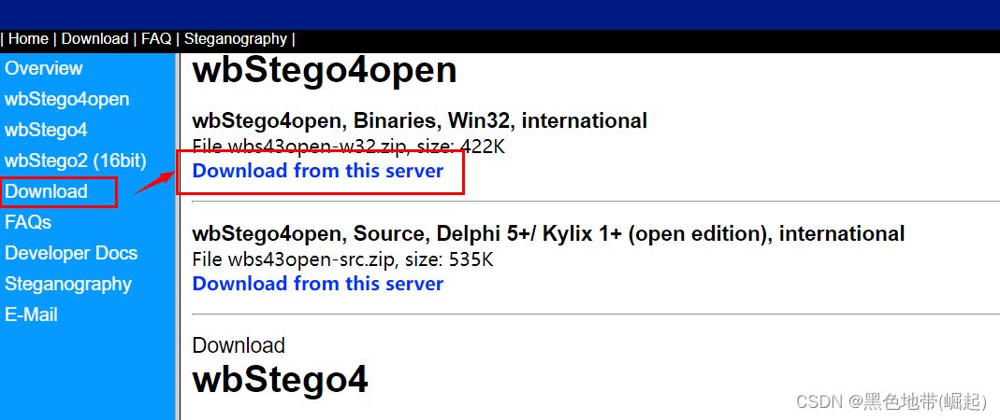 | Home | Download | FAQ | Steganography |
Overview
wbStego4open
wbStego4
wbStego2 (16bit)
Download
FAQs
Developer Docs
Steganography
E-Mail
wbStego4open
wbStego4open, Binaries, Win32, international
File wbs43open-w32.zip, size: 422K
Download from this server
wbStego4open, Source, Delphi 5+/ Kylix 1+ (open edition), international
File wbs43open-src.zip, size: 535K
Download from this server
Download
wbStego4
CSDN @黑色地带(崛起)